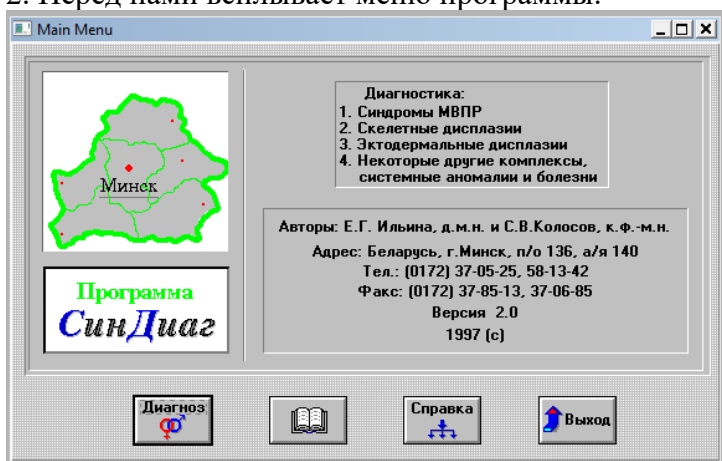 2. Перед нами всплывает меню программы:
Main Menu
Минск
Программа
СинДиаг
Диагностика:
1. Синдромы МВПР
2. Скелетные дисплазии
3. Эктодермальные дисплазии
4. Некоторые другие комплексы,
системные аномалии и болезни
Авторы: Е.Г. Ильина, д.м.н. и С.В.Колосов, к.ф.-м.н.
Адрес: Беларусь, г.Минск, п/о 136, а/я 140
Тел.: (0172) 37-05-25, 58-13-42
Факс: (0172) 37-85-13, 37-06-85
Версия 2.0
1997 (с)
Диагноз
Справка
Выход